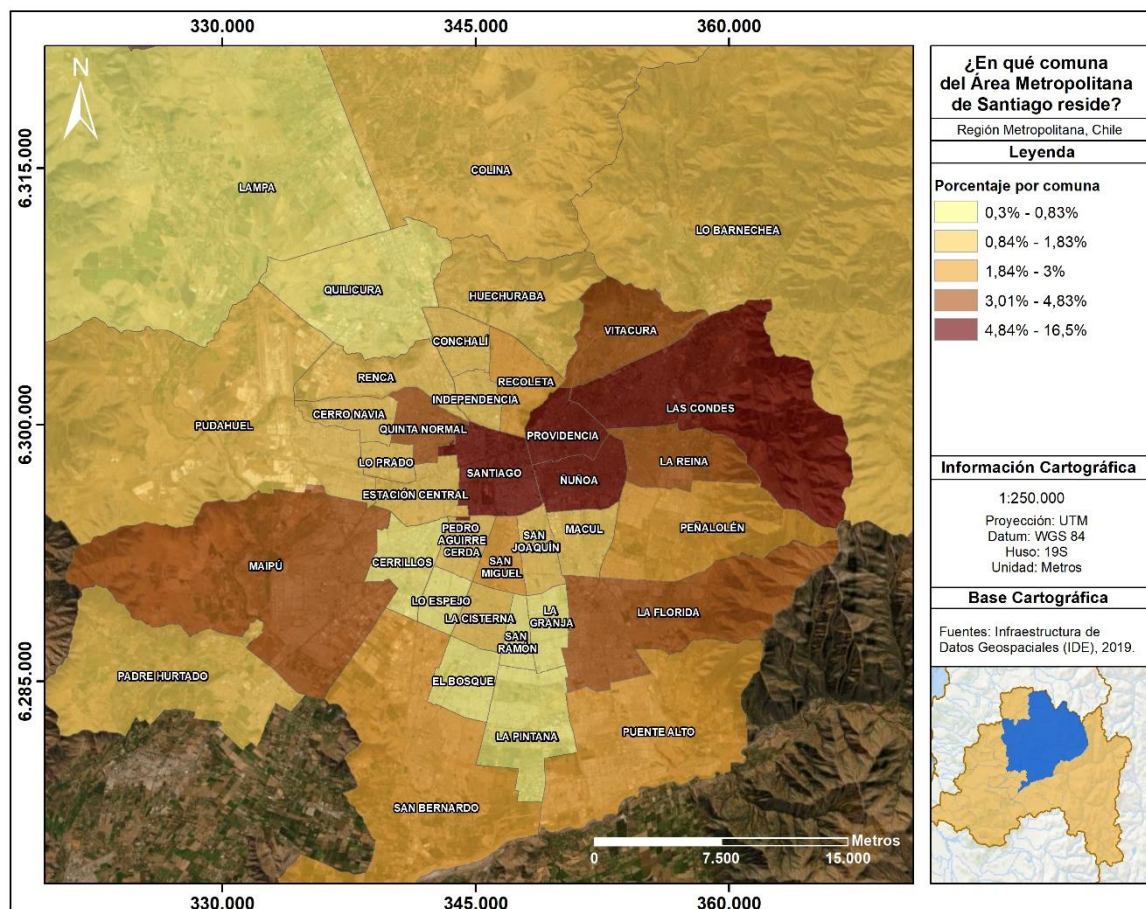 330.000
345.000
360.000
N
6.315.000
6.300.000
6.285.000
LAMPA
COLINA
LO BARNECHEA
QUILICURA
HUECHURABA
VITACURA
CONCHALÍ
RENCA
RECOLETA
INDEPENDENCIA
LAS CONDES
CERRO NAVIA
PUDAHUEL
QUINTA NORMAL
PROVIDENCIA
LO PRADO
SANTIAGO
ÑUÑOA
LA REINA
ESTACIÓN CENTRAL
PEDRO
AGUIRRE
CERDA
SAN
JOAQUÍN
MACUL
PEÑALOLÉN
MAIPÚ
CERRILLOS
SAN
MIGUEL
LO ESPEJO
LA CISTERNA
LA
GRANJA
LA FLORIDA
SAN
RAMÓN
PADRE HURTADO
EL BOSQUE
LA PINTANA
PUENTE ALTO
SAN BERNARDO
Metros
0
7.500
15.000
330.000
345.000
360.000
¿En qué comuna
del Área Metropolitana
de Santiago reside?
Región Metropolitana, Chile
Leyenda
Porcentaje por comuna
0,3% - 0,83%
0,84% - 1,83%
1,84% - 3%
3,01% - 4,83%
4,84% - 16,5%
Información Cartográfica
1:250.000
Proyección: UTM
Datum: WGS 84
Huso: 19S
Unidad: Metros
Base Cartográfica
Fuentes: Infraestructura de
Datos Geospaciales (IDE), 2019.